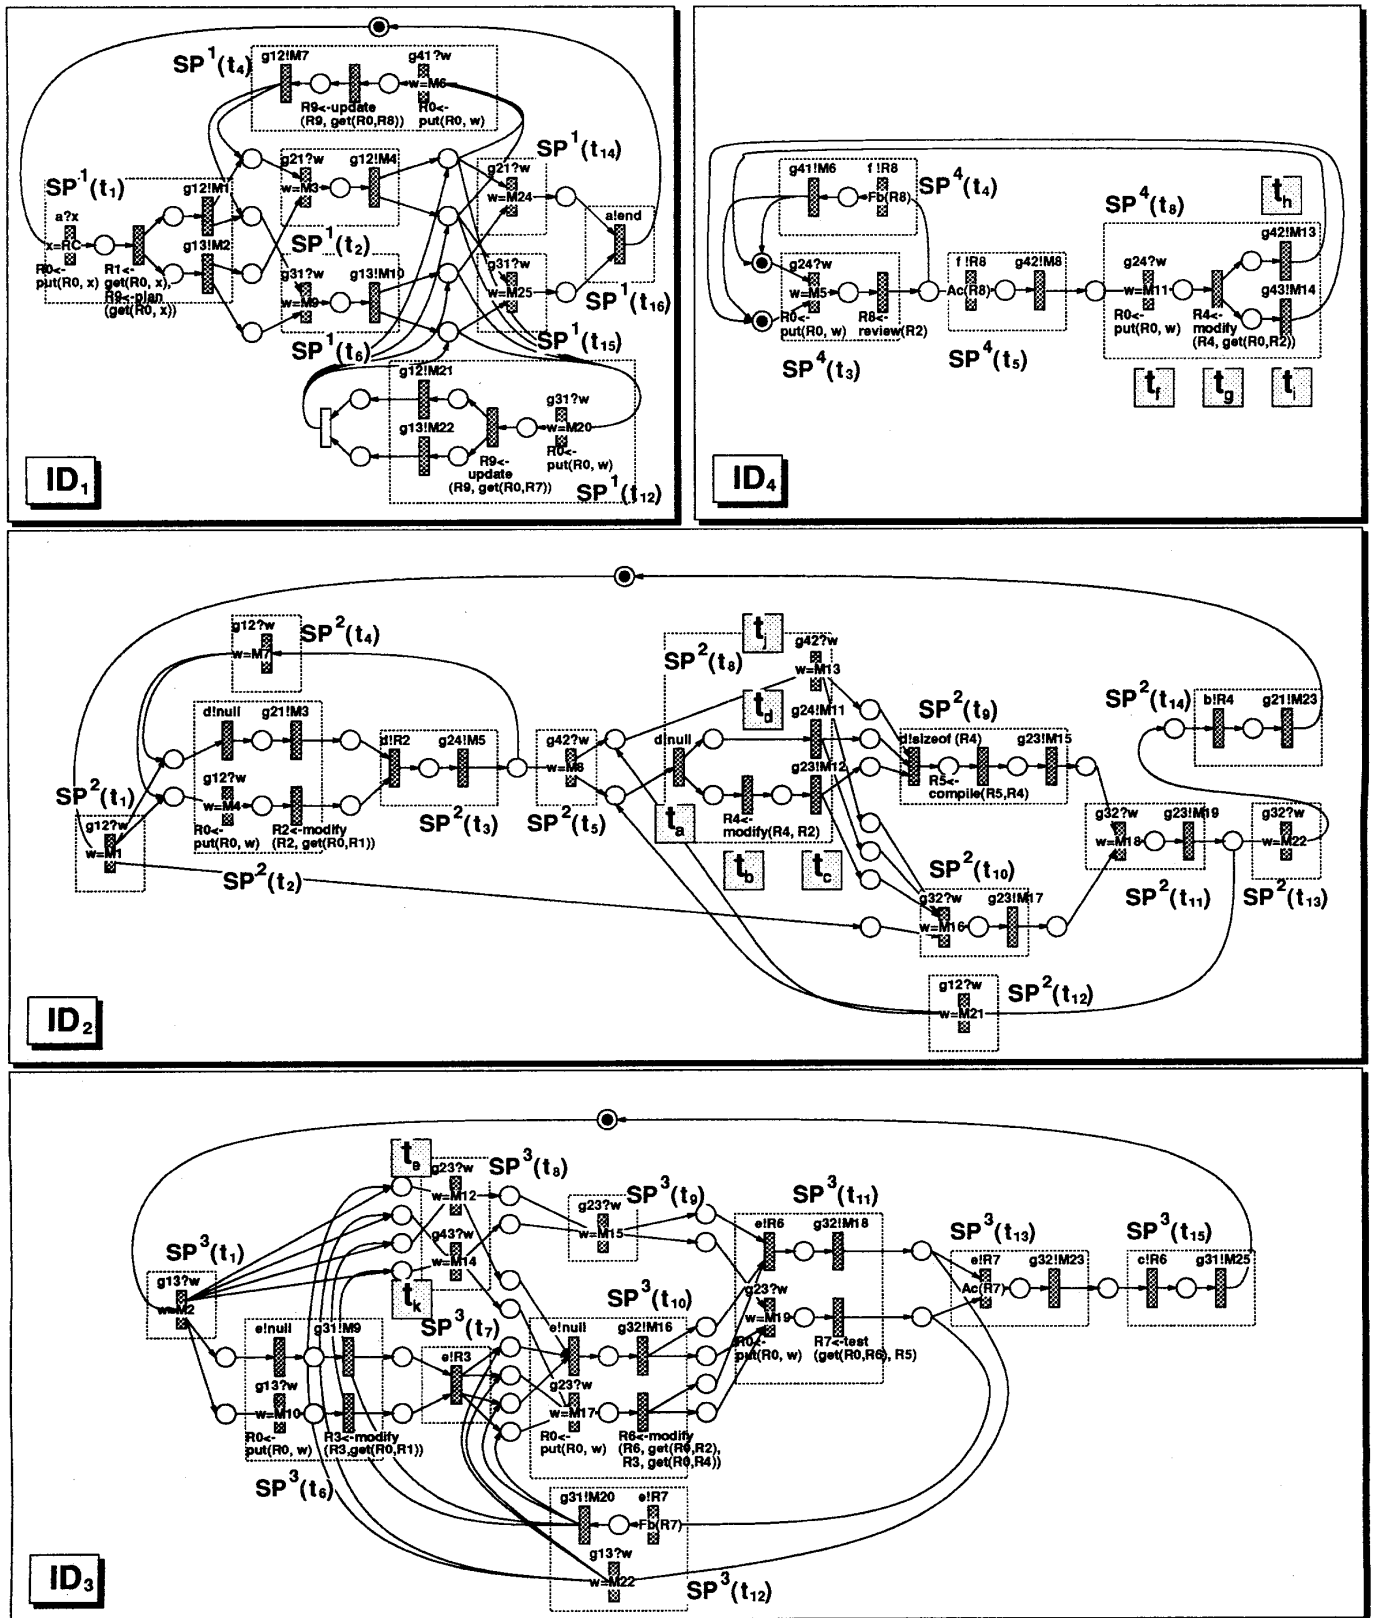 SP¹(t₄)
g12!M7
g41?w
w=M6
R9<-update
(R9, get(R0,R8))
R0<-
put(R0, w)
SP¹(t₁)
a?x
x=RC
R0<-
put(R0, x)
R1<-
get(R0, x),
R9<-plan
(get(R0, x))
g12!M1
g13!M2
g21?w
w=M3
g12!M4
SP¹(t₂)
g31?w
w=M9
g13!M10
SP¹(t₆)
SP¹(t₁₄)
g21?w
w=M24
g31?w
w=M25
SP¹(t₁₅)
a!end
SP¹(t₁₆)
g12!M21
g13!M22
g31?w
w=M20
R9<-
update
(R9, get(R0,R7))
R0<-
put(R0, w)
SP¹(t₁₂)
ID₁
g41!M6
f !R8
Fb(R8)
SP⁴(t₄)
g24?w
w=M5
R0<-
put(R0, w)
R8<-
review(R2)
SP⁴(t₃)
f !R8
Ac(R8)
g42!M8
SP⁴(t₅)
SP⁴(t₈)
g24?w
w=M11
R0<-
put(R0, w)
R4<-
modify
(R4, get(R0,R2))
g42!M13
g43!M14
t_h
t_f
t_g
t_i
ID₄
g12?w
w=M7
SP²(t₄)
d!null
g21!M3
g12?w
w=M4
R0<-
put(R0, w)
R2<-modify
(R2, get(R0,R1))
SP²(t₁)
g12?w
w=M1
SP²(t₂)
d!R2
g24!M5
SP²(t₃)
g42?w
w=M8
SP²(t₅)
SP²(t₈)
t_j
g42?w
w=M13
t_d
g24!M11
d!null
g23!M12
R4<-
modify(R4, R2)
t_a
t_b
t_c
SP²(t₉)
d!sizeof (R4)
g23!M15
R5<-
compile(R5,R4)
SP²(t₁₀)
g32?w
w=M16
g23!M17
g32?w
w=M18
g23!M19
SP²(t₁₁)
g32?w
w=M22
SP²(t₁₃)
SP²(t₁₄)
b!R4
g21!M23
g12?w
w=M21
SP²(t₁₂)
ID₂
t_e
g23?w
w=M12
SP³(t₈)
g43?w
w=M14
t_k
SP³(t₁)
g13?w
w=M2
e!null
g31!M9
g13?w
w=M10
R0<-
put(R0, w)
R3<-modify
(R3,get(R0,R1))
SP³(t₆)
SP³(t₇)
e!R3
g23?w
w=M15
SP³(t₉)
SP³(t₁₀)
e!null
g32!M16
g23?w
w=M17
R0<-
put(R0, w)
R6<-modify
(R6, get(R0,R2),
R3, get(R0,R4))
SP³(t₁₁)
e!R6
g32!M18
g23?w
w=M19
R0<-
put(R0, w)
R7<-test
(get(R0,R6), R5)
SP³(t₁₃)
e!R7
Ac(R7)
g32!M23
SP³(t₁₅)
c!R6
g31!M25
g31!M20
e!R7
Fb(R7)
g13?w
w=M22
SP³(t₁₂)
ID₃